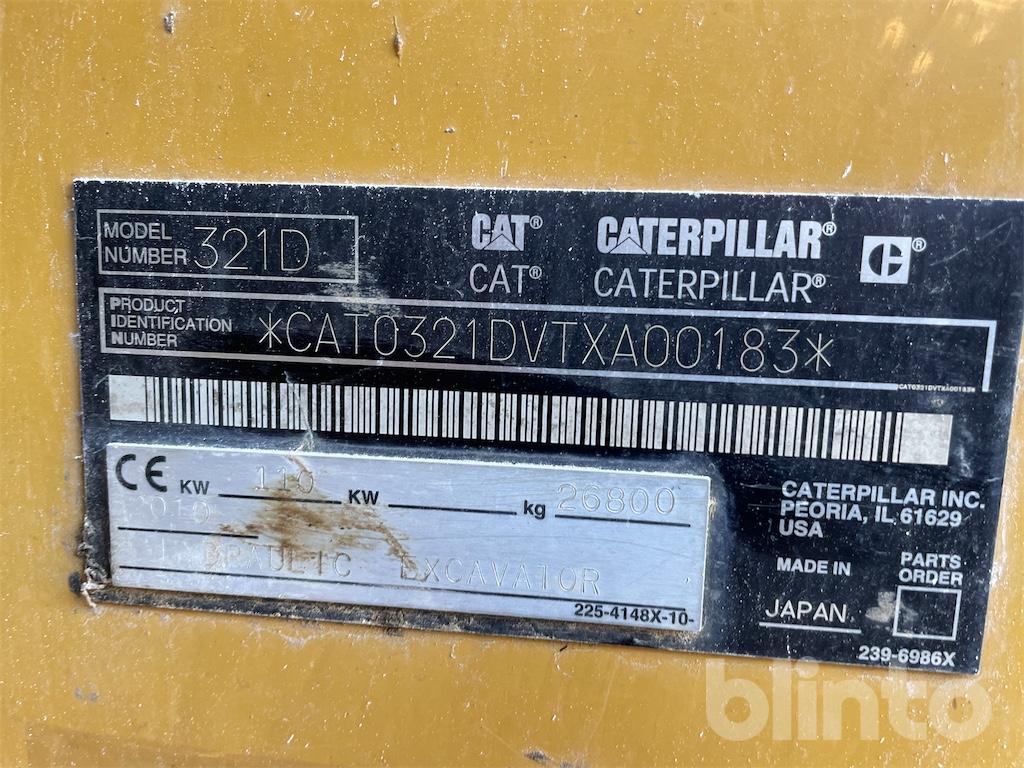 MODEL NUMBER 321D
CAT® CATERPILLAR® C®
CAT® CATERPILLAR®
PRODUCT IDENTIFICATION NUMBER *CAT0321DVTXA00183*
*CAT0321DVTXA00183*
CE KW 110 KW kg 26800
EXCAVATOR
225-4148X-10-
CATERPILLAR INC.
PEORIA, IL 61629
USA
MADE IN JAPAN
PARTS ORDER
239-6986X
blinto